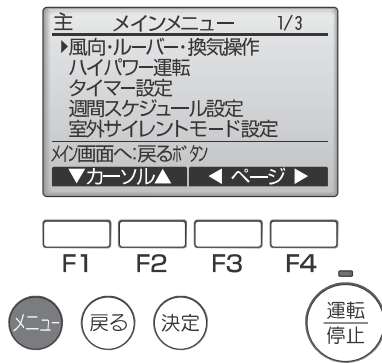 主 メインメニュー 1/3
▶風向・ルーバー・換気操作
ハイパワー運転
タイマー設定
週間スケジュール設定
室外サイレントモード設定
メイン画面へ:戻るボタン
▼カーソル▲ ◀ ページ ▶
F1 F2 F3 F4
メニュー 戻る 決定 運転
停止